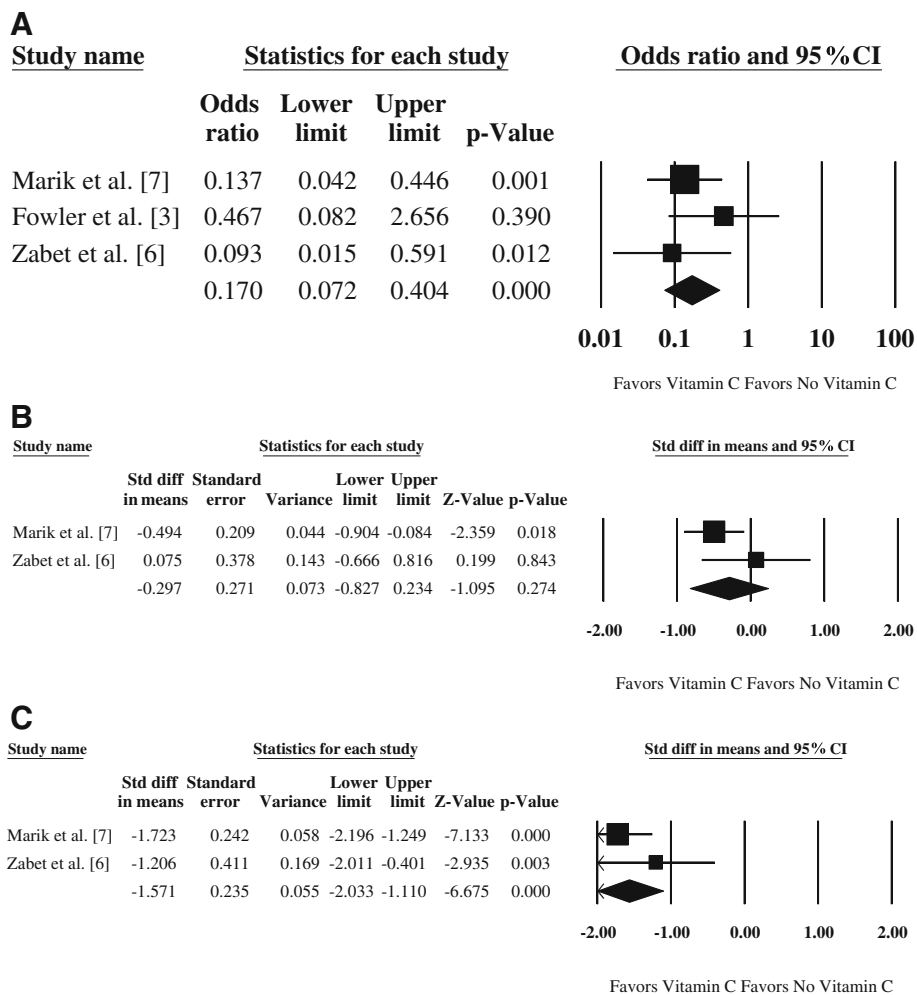 A
Study name Statistics for each study Odds ratio and 95 %CI
Odds Lower Upper
ratio limit limit p-Value
Marik et al. [7] 0.137 0.042 0.446 0.001
Fowler et al. [3] 0.467 0.082 2.656 0.390
Zabet et al. [6] 0.093 0.015 0.591 0.012
0.170 0.072 0.404 0.000
0.01 0.1 1 10 100
Favors Vitamin C Favors No Vitamin C
B
Study name Statistics for each study Std diff in means and 95% CI
Std diff Standard Lower Upper
in means error Variance limit limit Z-Value p-Value
Marik et al. [7] -0.494 0.209 0.044 -0.904 -0.084 -2.359 0.018
Zabet et al. [6] 0.075 0.378 0.143 -0.666 0.816 0.199 0.843
-0.297 0.271 0.073 -0.827 0.234 -1.095 0.274
-2.00 -1.00 0.00 1.00 2.00
Favors Vitamin C Favors No Vitamin C
C
Study name Statistics for each study Std diff in means and 95% CI
Std diff Standard Lower Upper
in means error Variance limit limit Z-Value p-Value
Marik et al. [7] -1.723 0.242 0.058 -2.196 -1.249 -7.133 0.000
Zabet et al. [6] -1.206 0.411 0.169 -2.011 -0.401 -2.935 0.003
-1.571 0.235 0.055 -2.033 -1.110 -6.675 0.000
-2.00 -1.00 0.00 1.00 2.00
Favors Vitamin C Favors No Vitamin C